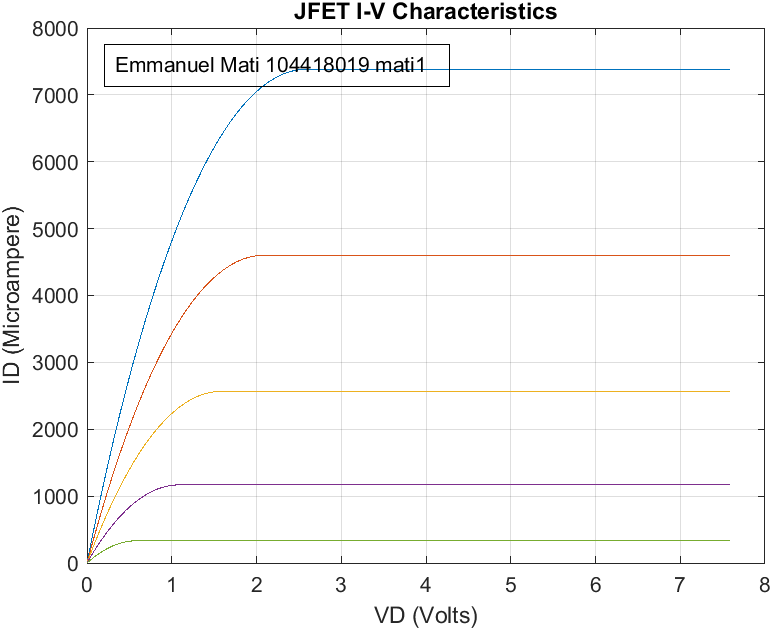 JFET I-V Characteristics
Emmanuel Mati 104418019 mati1
8000
7000
6000
5000
4000
3000
2000
1000
0
ID (Microampere)
0 1 2 3 4 5 6 7 8
VD (Volts)